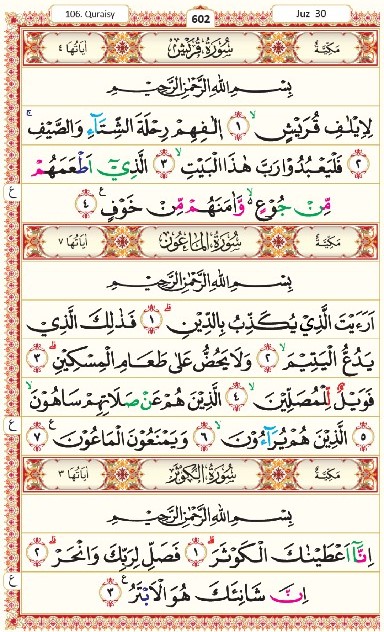 106. Quraisy 602 Juz 30
مَكِيَّةٌ سُوْرَةُ قُرَيْشٍ اٰيَاتُهَا ٤
بِسْمِ اللّٰهِ الرَّحْمٰنِ الرَّحِيْمِ
لِاِيْلٰفِ قُرَيْشٍۙ ١ اٖلٰفِهِمْ رِحْلَةَ الشِّتَاۤءِ وَالصَّيْفِۚ
٢ فَلْيَعْبُدُوْا رَبَّ هٰذَا الْبَيْتِۙ ٣ الَّذِيْٓ اَطْعَمَهُمْ
مِّنْ جُوْعٍ ەۙ وَّاٰمَنَهُمْ مِّنْ خَوْفٍ ࣖ ٤ ع
مَكِيَّةٌ سُوْرَةُ الْمَاعُوْنِ اٰيَاتُهَا ٧
بِسْمِ اللّٰهِ الرَّحْمٰنِ الرَّحِيْمِ
اَرَءَيْتَ الَّذِيْ يُكَذِّبُ بِالدِّيْنِۗ ١ فَذٰلِكَ الَّذِيْ
يَدُعُّ الْيَتِيْمَۙ ٢ وَلَا يَحُضُّ عَلٰى طَعَامِ الْمِسْكِيْنِۗ ٣
فَوَيْلٌ لِّلْمُصَلِّيْنَۙ ٤ الَّذِيْنَ هُمْ عَنْ صَلَاتِهِمْ سَاهُوْنَۙ
٥ الَّذِيْنَ هُمْ يُرَاۤءُوْنَۙ ٦ وَيَمْنَعُوْنَ الْمَاعُوْنَ ࣖ ٧ ع
مَكِيَّةٌ سُوْرَةُ الْكَوْثَرِ اٰيَاتُهَا ٣
بِسْمِ اللّٰهِ الرَّحْمٰنِ الرَّحِيْمِ
اِنَّآ اَعْطَيْنٰكَ الْكَوْثَرَۗ ١ فَصَلِّ لِرَبِّكَ وَانْحَرْۗ ٢
اِنَّ شَانِئَكَ هُوَ الْاَبْتَرُ ࣖ ٣ ع